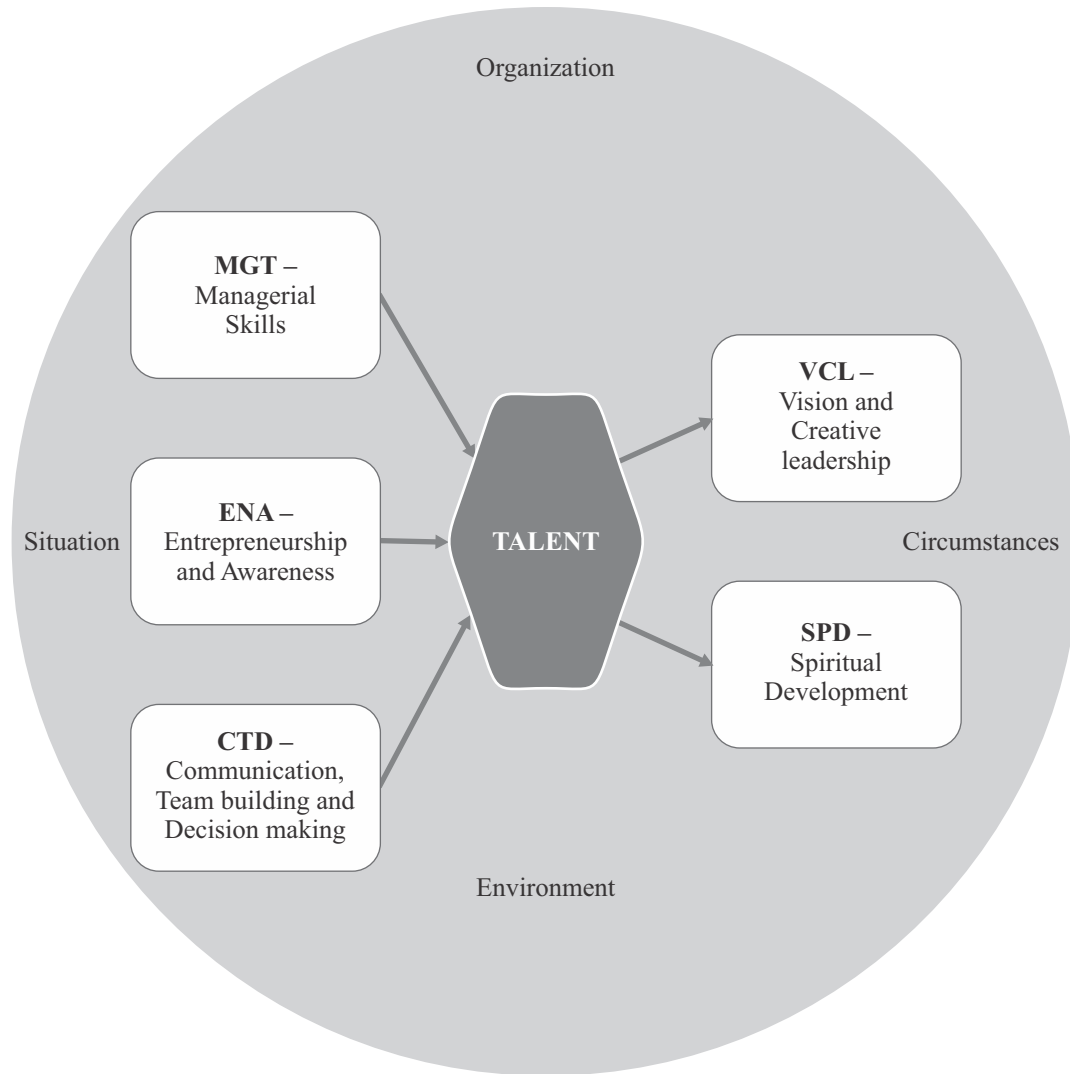 Organization
MGT –
Managerial
Skills
VCL –
Vision and
Creative
leadership
Situation
ENA –
Entrepreneurship
and Awareness
TALENT
Circumstances
SPD –
Spiritual
Development
CTD –
Communication,
Team building and
Decision making
Environment